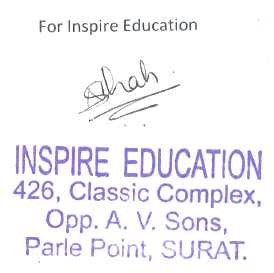 For Inspire Education
Shah.
INSPIRE EDUCATION
426, Classic Complex,
Opp. A. V. Sons,
Parle Point, SURAT.